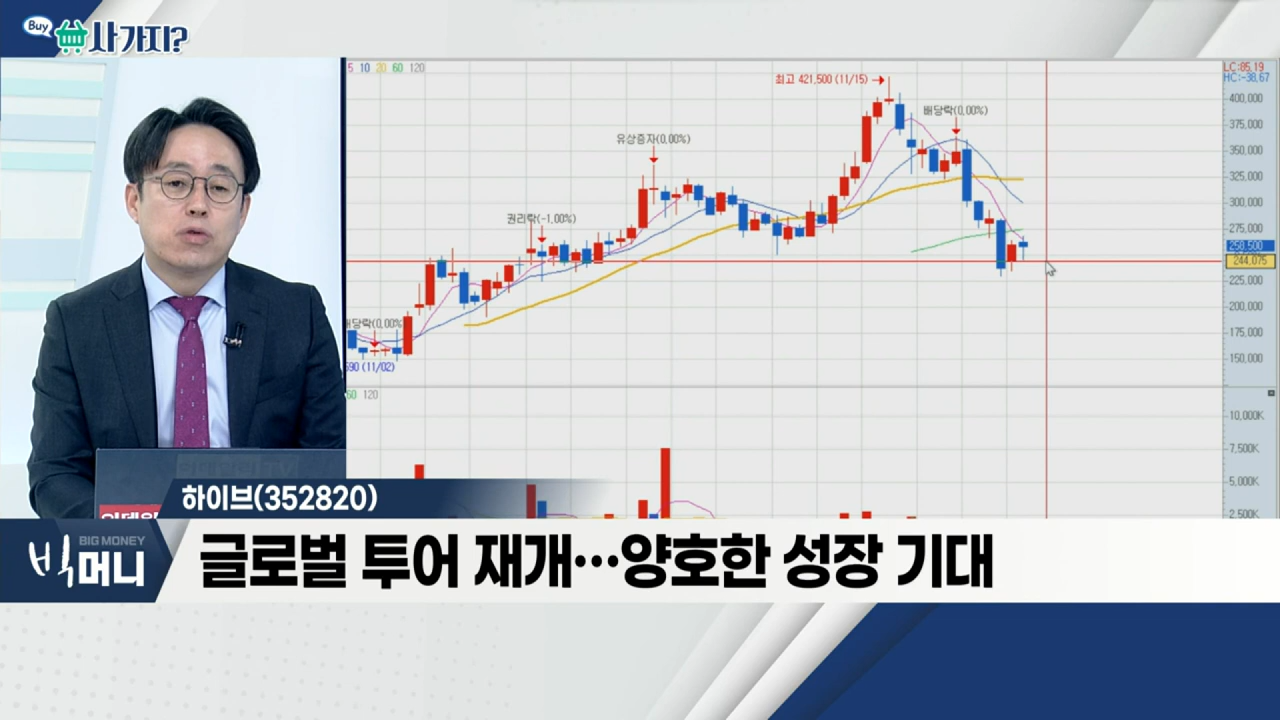 Buy
사가지?
5 10 20 60 120
최고 421,500 (11/15)
LC:85.19
HC:-38.67
400,000
배당락(0.00%)
375,000
유상증자(0.00%)
350,000
325,000
300,000
권리락(-1.00%)
275,000
258,500
244,075
225,000
200,000
배당락(0.00%
175,000
150,000
690 (11/02)
60 120
10,000K
7,500K
5,000K
2,500K
하이브(352820)
BIG MONEY
빅머니
글로벌 투어 재개…양호한 성장 기대